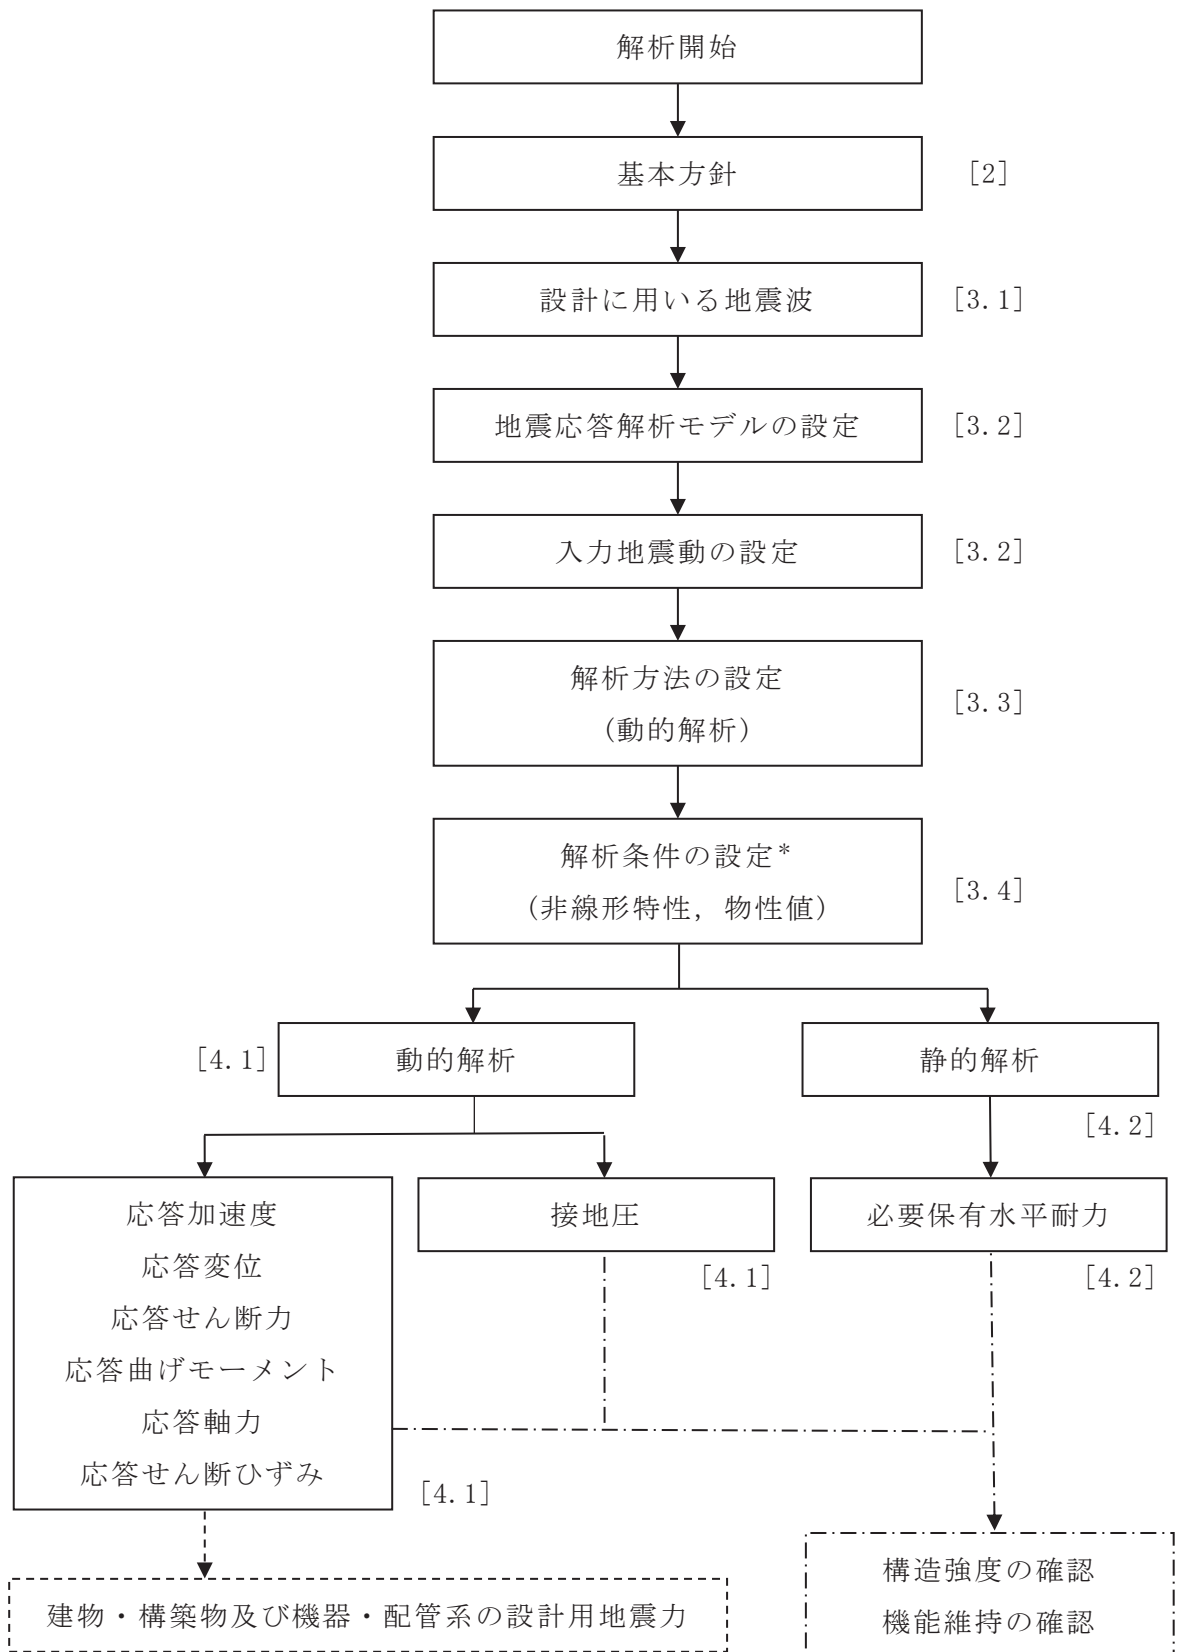 解析開始
基本方針
[2]
設計に用いる地震波
[3.1]
地震応答解析モデルの設定
[3.2]
入力地震動の設定
[3.2]
解析方法の設定
(動的解析)
[3.3]
解析条件の設定*
(非線形特性, 物性値)
[3.4]
[4.1]
動的解析
静的解析
[4.2]
応答加速度
応答変位
応答せん断力
応答曲げモーメント
応答軸力
応答せん断ひずみ
[4.1]
接地圧
[4.1]
必要保有水平耐力
[4.2]
建物・構築物及び機器・配管系の設計用地震力
構造強度の確認
機能維持の確認